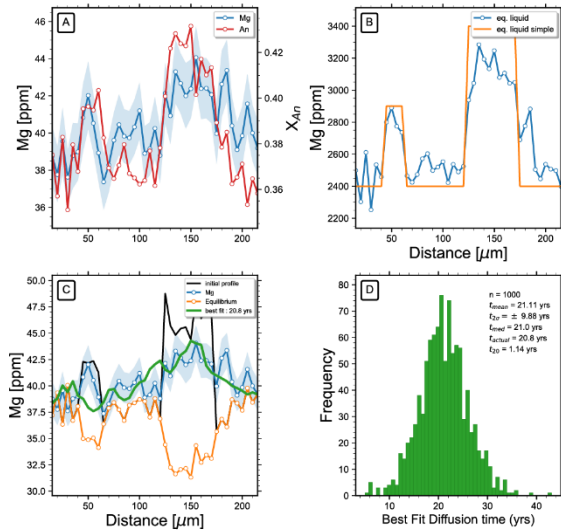 A
Mg
An
Mg [ppm]
46
44
42
40
38
36
0.42
0.40
0.38
0.36
X_An
50
100
150
200
B
eq. liquid
eq. liquid simple
Mg [ppm]
3400
3200
3000
2800
2600
2400
2200
50
100
150
200
Distance [μm]
C
initial profile
Mg
Equilibrium
best fit : 20.8 yrs
Mg [ppm]
50.0
47.5
45.0
42.5
40.0
37.5
35.0
32.5
30.0
50
100
150
200
Distance [μm]
D
n = 1000
t_mean = 21.11 yrs
t_2σ = ± 9.88 yrs
t_med = 21.0 yrs
t_actual = 20.8 yrs
t_20 = 1.14 yrs
Frequency
80
70
60
50
40
30
20
10
0
10
20
30
40
Best Fit Diffusion time (yrs)